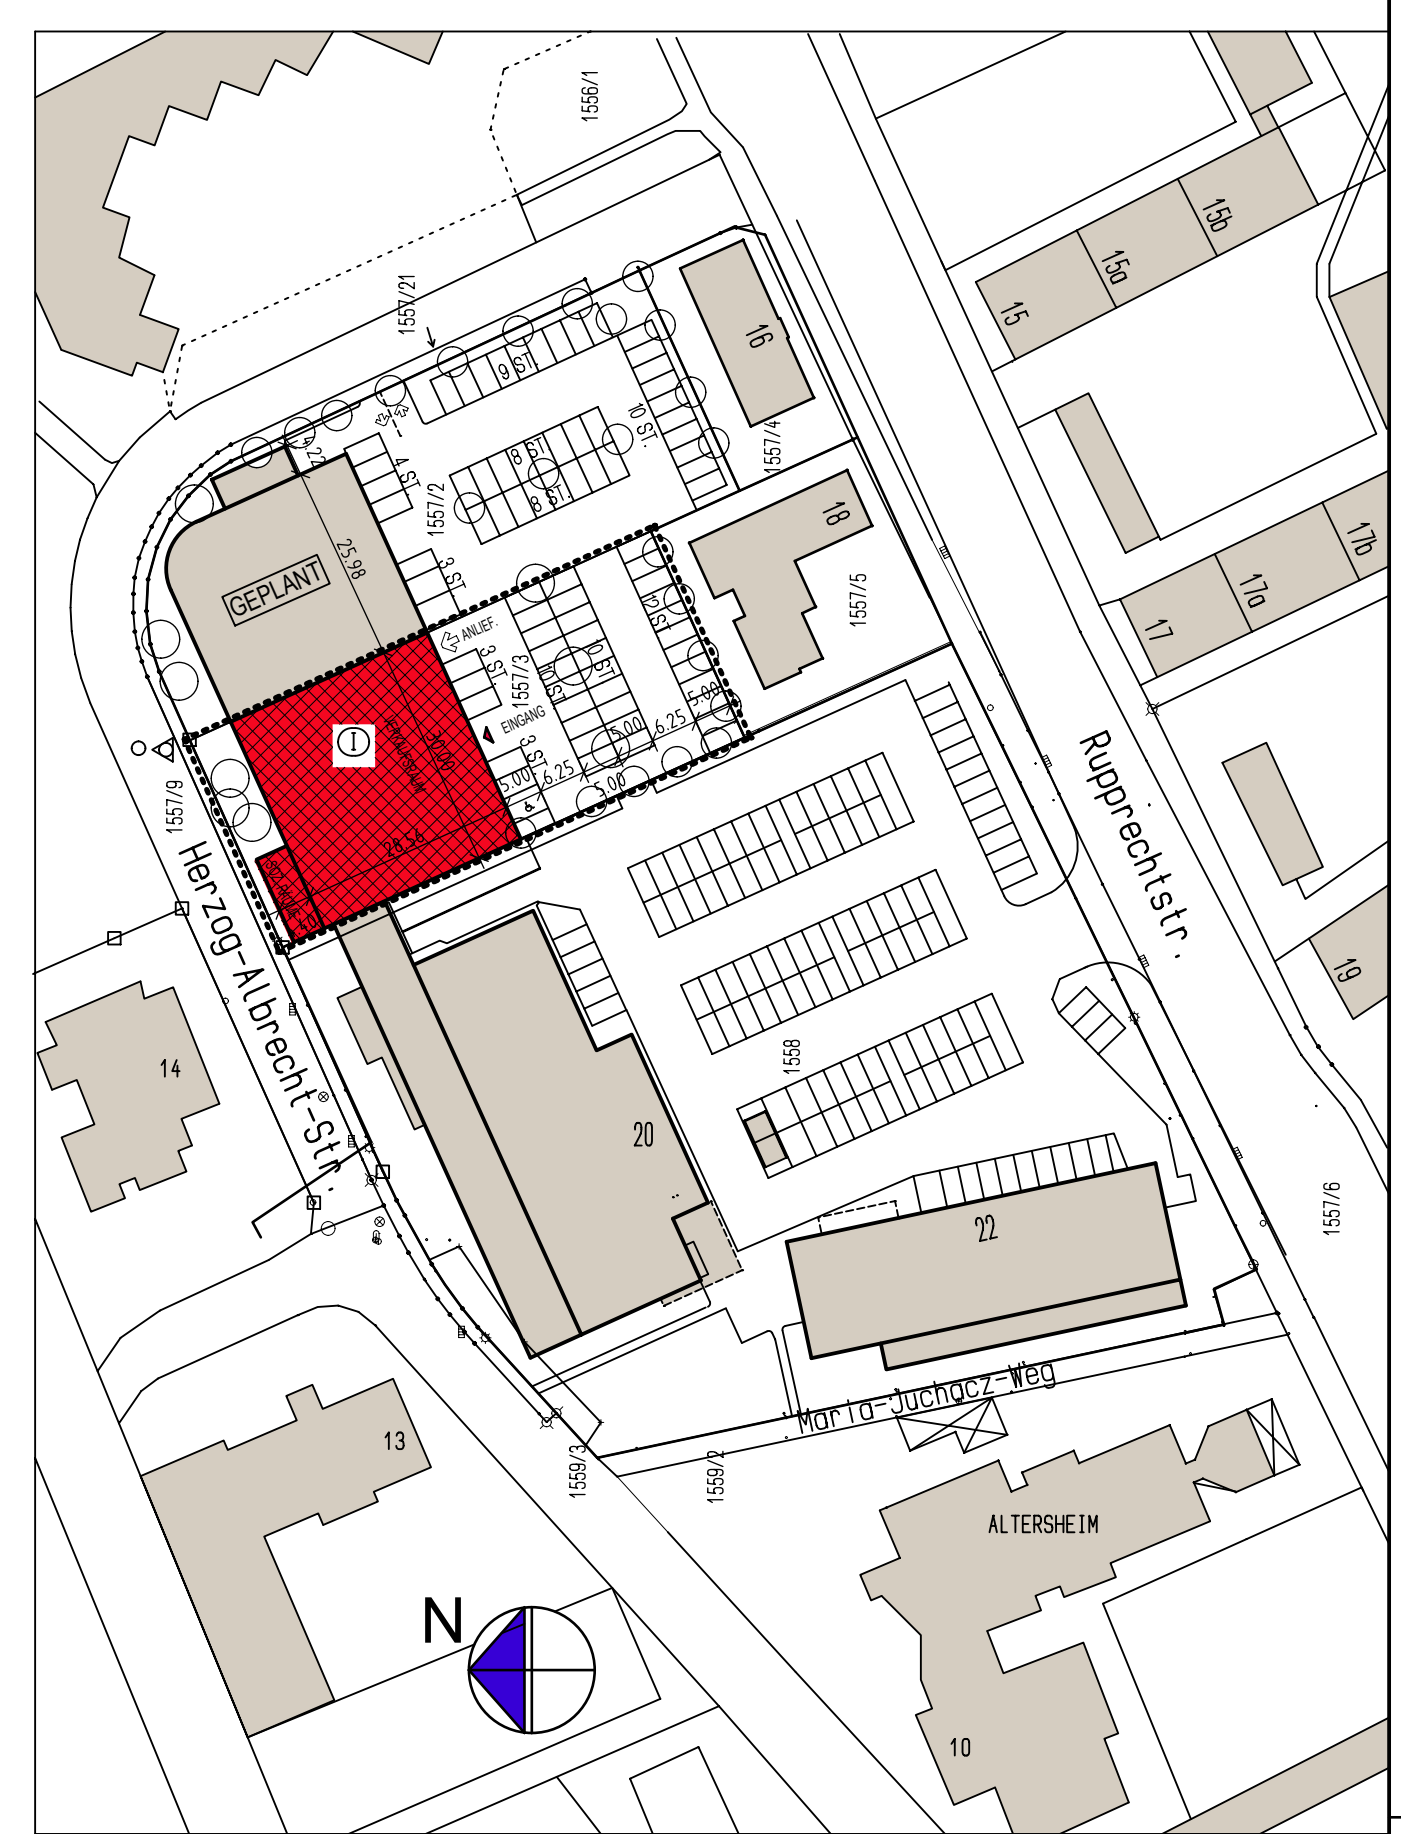 1556/1
15b
15a
15
1557/21
16
9 ST.
10 ST.
4.22
4 ST.
8 ST
8 ST.
1557/4
1557/2
18
17b
17a
17
25.98
3 ST.
GEPLANT
1557/5
12 ST
ANLIEF.
3 ST.
1557/3
10 ST.
10 ST.
EINGANG
5.00
6.25
5.00
I
VERKAUFSRAUM
30.00
3 ST.
5.00
6.25
5.00
1557/9
28.56
Rupprechtstr.
Herzog-Albrecht-Str.
19
14
1558
20
22
1557/6
Maria-Juchacz-Weg
13
1559/3
1559/2
ALTERSHEIM
N
10